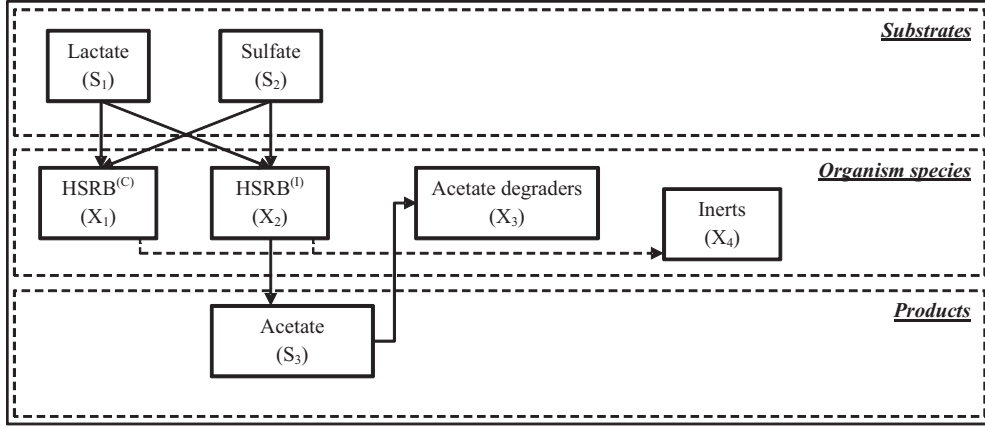 Substrates
Lactate
(S₁)
Sulfate
(S₂)
Organism species
HSRB⁽ᶜ⁾
(X₁)
HSRB⁽ᴵ⁾
(X₂)
Acetate degraders
(X₃)
Inerts
(X₄)
Products
Acetate
(S₃)